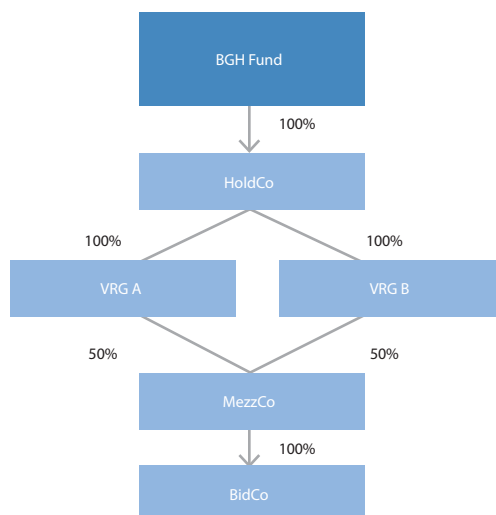 BGH Fund
100%
HoldCo
100%
100%
VRG A
VRG B
50%
50%
MezzCo
100%
BidCo